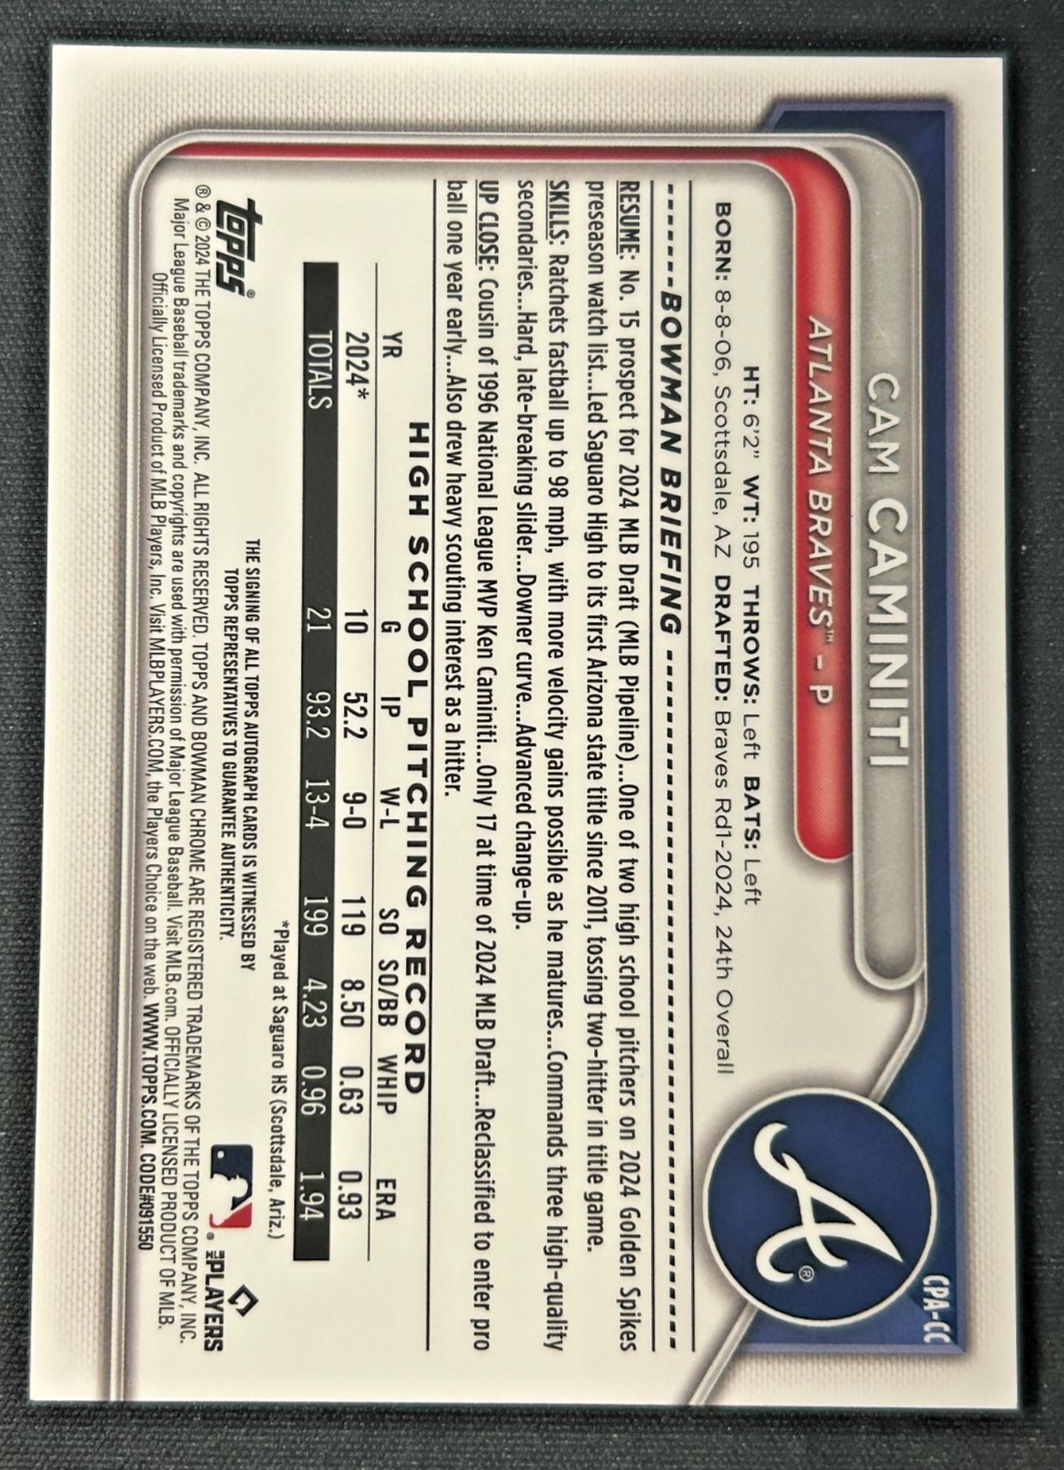 CPA-CC
CAM CAMINITI
ATLANTA BRAVES™ - P
A®
HT: 6'2" WT: 195 THROWS: Left BATS: Left
BORN: 8-8-06, Scottsdale, AZ DRAFTED: Braves Rd1-2024, 24th Overall
BOWMAN BRIEFING
RESUME: No. 15 prospect for 2024 MLB Draft (MLB Pipeline)...One of two high school pitchers on 2024 Golden Spikes
preseason watch list...Led Saguaro High to its first Arizona state title since 2011, tossing two-hitter in title game.
SKILLS: Ratchets fastball up to 98 mph, with more velocity gains possible as he matures...Commands three high-quality
secondaries...Hard, late-breaking slider...Downer curve...Advanced change-up.
UP CLOSE: Cousin of 1996 National League MVP Ken Caminiti...Only 17 at time of 2024 MLB Draft...Reclassified to enter pro
ball one year early...Also drew heavy scouting interest as a hitter.
HIGH SCHOOL PITCHING RECORD
YR G IP W-L SO SO/BB WHIP ERA
2024* 10 52.2 9-0 119 8.50 0.63 0.93
TOTALS 21 93.2 13-4 199 4.23 0.96 1.94
*Played at Saguaro HS (Scottsdale, Ariz.)
topps®
THE SIGNING OF ALL TOPPS AUTOGRAPH CARDS IS WITNESSED BY
TOPPS REPRESENTATIVES TO GUARANTEE AUTHENTICITY.
MLB PLAYERS
® & © 2024 THE TOPPS COMPANY, INC. ALL RIGHTS RESERVED. TOPPS AND BOWMAN CHROME ARE REGISTERED TRADEMARKS OF THE TOPPS COMPANY, INC.
Major League Baseball trademarks and copyrights are used with permission of Major League Baseball. Visit MLB.com. OFFICIALLY LICENSED PRODUCT OF MLB.
Officially Licensed Product of MLB Players, Inc. Visit MLBPLAYERS.COM, the Players Choice on the web. WWW.TOPPS.COM. CODE#091550